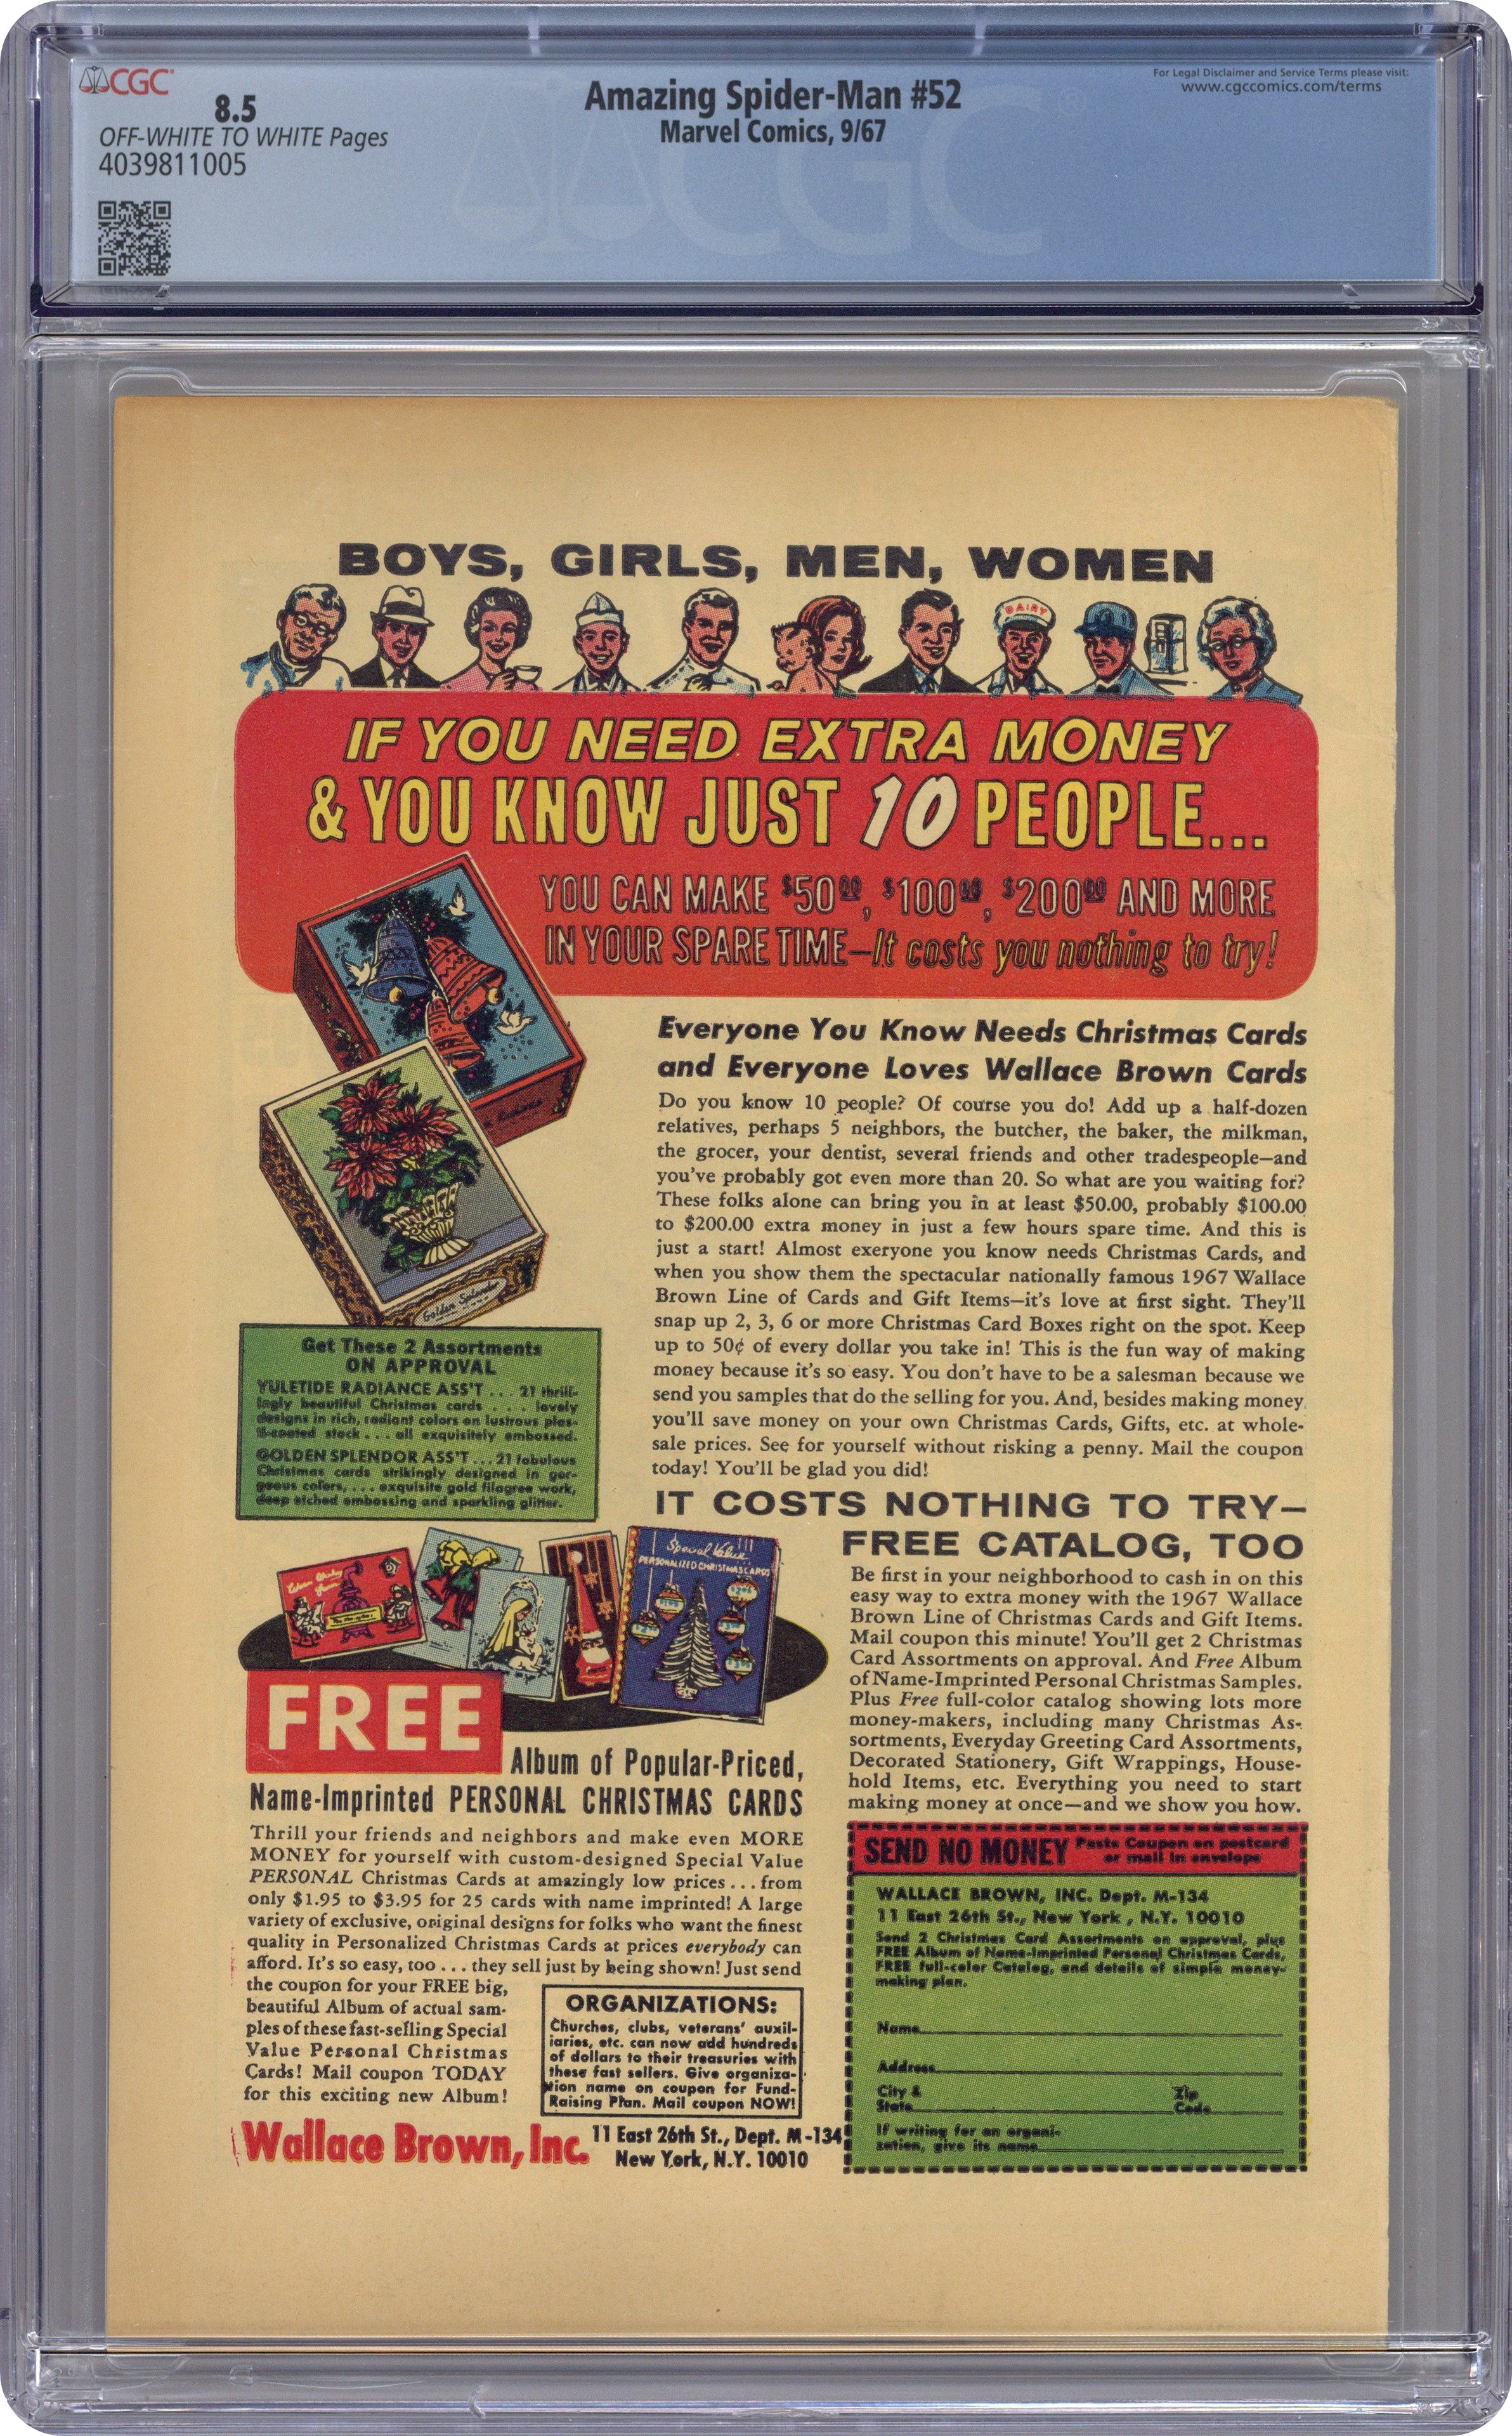 CGC
8.5
OFF-WHITE TO WHITE Pages
4039811005
Amazing Spider-Man #52
Marvel Comics, 9/67
For Legal Disclaimer and Service Terms please visit:
www.cgccomics.com/terms
CGC
BOYS, GIRLS, MEN, WOMEN
DAIRY
IF YOU NEED EXTRA MONEY
& YOU KNOW JUST 10 PEOPLE...
YOU CAN MAKE $50.00, $100.00, $200.00 AND MORE
IN YOUR SPARE TIME—It costs you nothing to try!
Golden Splendor
Everyone You Know Needs Christmas Cards
and Everyone Loves Wallace Brown Cards
Do you know 10 people? Of course you do! Add up a half-dozen
relatives, perhaps 5 neighbors, the butcher, the baker, the milkman,
the grocer, your dentist, several friends and other tradespeople—and
you've probably got even more than 20. So what are you waiting for?
These folks alone can bring you in at least $50.00, probably $100.00
to $200.00 extra money in just a few hours spare time. And this is
just a start! Almost exeryone you know needs Christmas Cards, and
when you show them the spectacular nationally famous 1967 Wallace
Brown Line of Cards and Gift Items—it's love at first sight. They'll
snap up 2, 3, 6 or more Christmas Card Boxes right on the spot. Keep
up to 50¢ of every dollar you take in! This is the fun way of making
money because it's so easy. You don't have to be a salesman because we
send you samples that do the selling for you. And, besides making money
you'll save money on your own Christmas Cards, Gifts, etc. at whole-
sale prices. See for yourself without risking a penny. Mail the coupon
today! You'll be glad you did!
Get These 2 Assortments
ON APPROVAL
YULETIDE RADIANCE ASS'T ... 21 thrill-
ingly beautiful Christmas cards ... lovely
designs in rich, radiant colors on lustrous plas-
ti-coated stock ... all exquisitely embossed.
GOLDEN SPLENDOR ASS'T ... 21 fabulous
Christmas cards strikingly designed in gor-
geous colors, ... exquisite gold filagree work,
deep etched embossing and sparkling glitter.
IT COSTS NOTHING TO TRY—
FREE CATALOG, TOO
Be first in your neighborhood to cash in on this
easy way to extra money with the 1967 Wallace
Brown Line of Christmas Cards and Gift Items.
Mail coupon this minute! You'll get 2 Christmas
Card Assortments on approval. And Free Album
of Name-Imprinted Personal Christmas Samples.
Plus Free full-color catalog showing lots more
money-makers, including many Christmas As-
sortments, Everyday Greeting Card Assortments,
Decorated Stationery, Gift Wrappings, House-
hold Items, etc. Everything you need to start
making money at once—and we show you how.
Special Value
PERSONALIZED CHRISTMAS CARDS
FREE
Album of Popular-Priced,
Name-Imprinted PERSONAL CHRISTMAS CARDS
Thrill your friends and neighbors and make even MORE
MONEY for yourself with custom-designed Special Value
PERSONAL Christmas Cards at amazingly low prices ... from
only $1.95 to $3.95 for 25 cards with name imprinted! A large
variety of exclusive, original designs for folks who want the finest
quality in Personalized Christmas Cards at prices everybody can
afford. It's so easy, too ... they sell just by being shown! Just send
the coupon for your FREE big,
beautiful Album of actual sam-
ples of these fast-selling Special
Value Personal Christmas
Cards! Mail coupon TODAY
for this exciting new Album!
ORGANIZATIONS:
Churches, clubs, veterans' auxil-
iaries, etc. can now add hundreds
of dollars to their treasuries with
these fast sellers. Give organiza-
tion name on coupon for Fund-
Raising Plan. Mail coupon NOW!
Wallace Brown, Inc.
11 East 26th St., Dept. M-134
New York, N.Y. 10010
SEND NO MONEY
Paste Coupon on postcard
or mail in envelope
WALLACE BROWN, INC. Dept. M-134
11 East 26th St., New York, N.Y. 10010
Send 2 Christmas Card Assortments on approval, plus
FREE Album of Name-Imprinted Personal Christmas Cards,
FREE full-color Catalog, and details of simple money-
making plan.
Name
Address
City & State
Zip Code
If writing for an organi-
zation, give its name